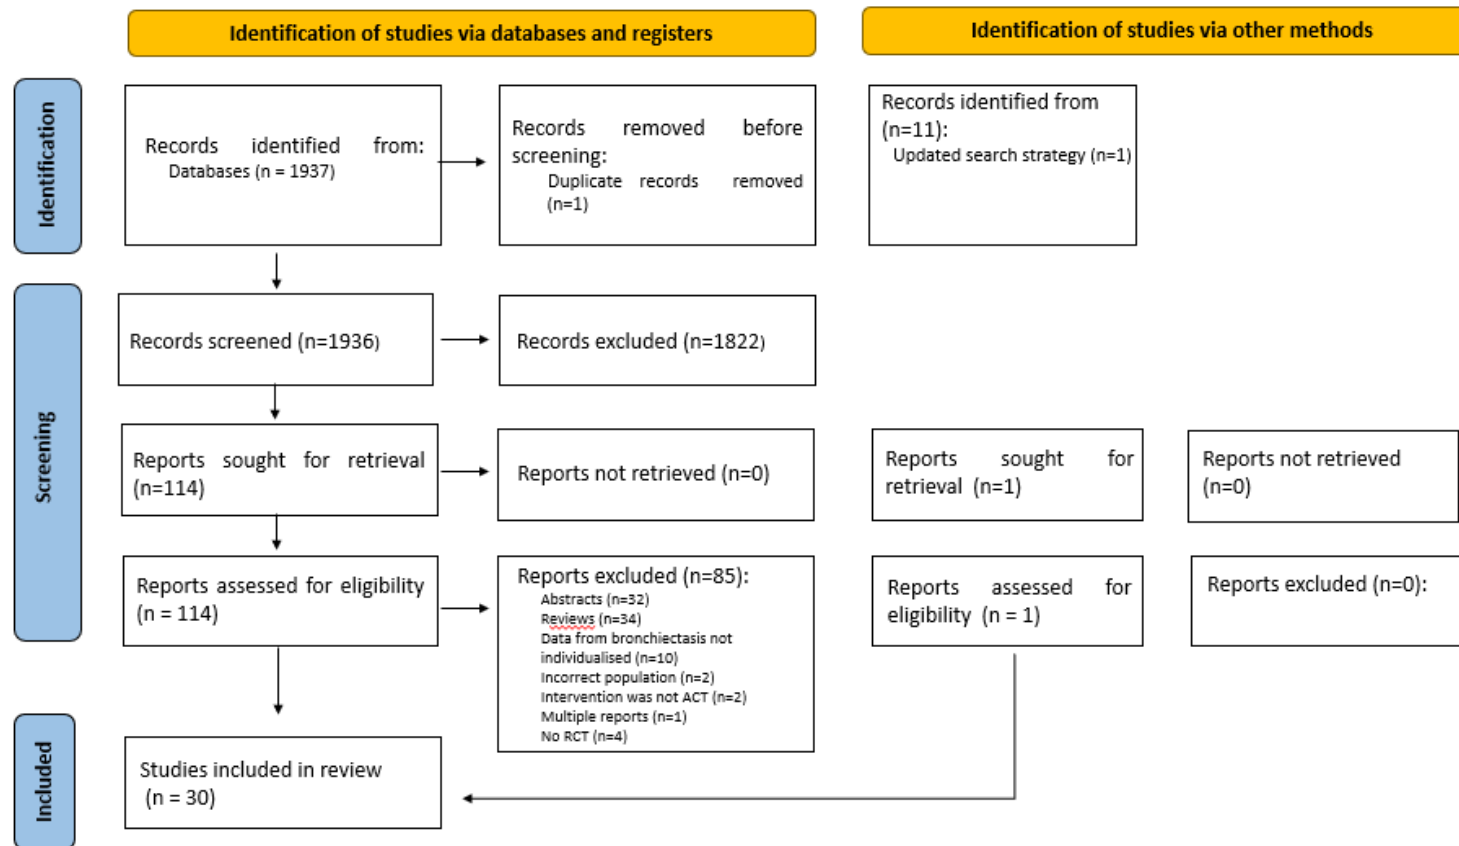 Identification of studies via databases and registers
Identification of studies via other methods
Identification
Records identified from:
Databases (n = 1937)
Records removed before
screening:
Duplicate records removed
(n=1)
Records identified from
(n=11):
Updated search strategy (n=1)
Screening
Records screened (n=1936)
Records excluded (n=1822)
Reports sought for retrieval
(n=114)
Reports not retrieved (n=0)
Reports sought for
retrieval (n=1)
Reports not retrieved
(n=0)
Reports assessed for eligibility
(n = 114)
Reports excluded (n=85):
Abstracts (n=32)
Reviews (n=34)
Data from bronchiectasis not
individualised (n=10)
Incorrect population (n=2)
Intervention was not ACT (n=2)
Multiple reports (n=1)
No RCT (n=4)
Reports assessed for
eligibility (n = 1)
Reports excluded (n=0):
Included
Studies included in review
(n = 30)